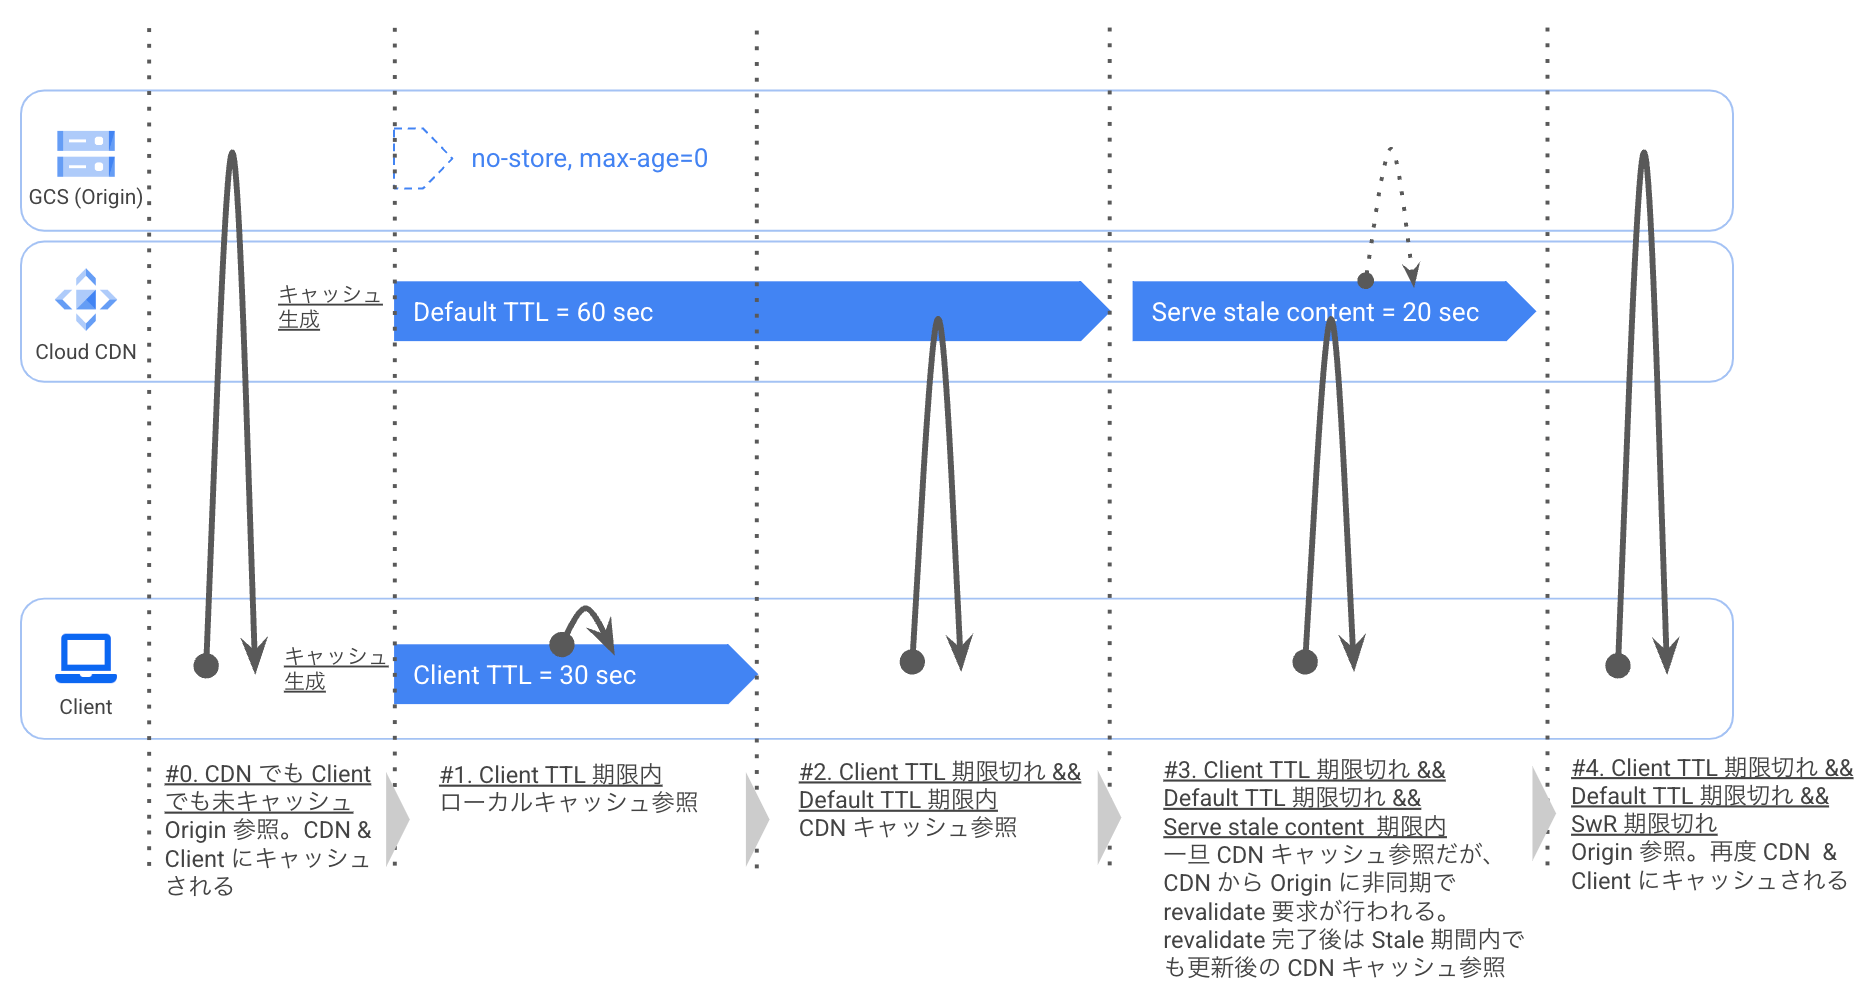 GCS (Origin)
no-store, max-age=0
Cloud CDN
キャッシュ
生成
Default TTL = 60 sec
Serve stale content = 20 sec
Client
キャッシュ
生成
Client TTL = 30 sec
#0. CDN でも Client
でも未キャッシュ
Origin 参照。CDN &
Client にキャッシュ
される
#1. Client TTL 期限内
ローカルキャッシュ参照
#2. Client TTL 期限切れ &&
Default TTL 期限内
CDN キャッシュ参照
#3. Client TTL 期限切れ &&
Default TTL 期限切れ &&
Serve stale content 期限内
一旦 CDN キャッシュ参照だが、
CDN から Origin に非同期で
revalidate 要求が行われる。
revalidate 完了後は Stale 期間内で
も更新後の CDN キャッシュ参照
#4. Client TTL 期限切れ &&
Default TTL 期限切れ &&
SwR 期限切れ
Origin 参照。再度 CDN &
Client にキャッシュされる